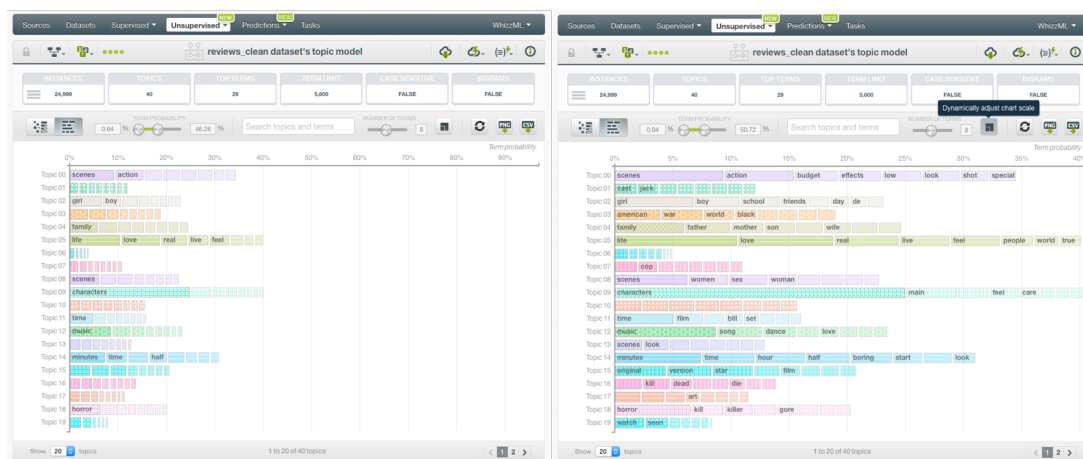 Sources Datasets Supervised Unsupervised NEW Predictions NEW Tasks WhizzML
reviews_clean dataset's topic model
INSTANCES TOPICS TOP TERMS TERM LIMIT CASE SENSITIVE BIGRAMS
24,999 40 29 5,600 FALSE FALSE
TERM PROBABILITY NUMBER OF TERMS
0.04 % 46.26 % Search topics and terms 8 PNG CSV
Term probability
0% 10% 20% 30% 40% 50% 60% 70% 80% 90%
Topic 00 scenes action
Topic 01
Topic 02 girl boy
Topic 03
Topic 04 family
Topic 05 life love real live feel
Topic 06
Topic 07
Topic 08 scenes
Topic 09 characters
Topic 10
Topic 11 time
Topic 12 music
Topic 13
Topic 14 minutes time half
Topic 15
Topic 16
Topic 17
Topic 18 horror
Topic 19
Show 20 topics 1 to 20 of 40 topics 1 2
Sources Datasets Supervised Unsupervised NEW Predictions NEW Tasks WhizzML
reviews_clean dataset's topic model
INSTANCES TOPICS TOP TERMS TERM LIMIT CASE SENSITIVE BIGRAMS
24,999 40 29 5,600 FALSE FALSE
Dynamically adjust chart scale
TERM PROBABILITY NUMBER OF TERMS
0.04 % 50.72 % Search topics and terms 8 PNG CSV
Term probability
0% 5% 10% 15% 20% 25% 30% 35% 40%
Topic 00 scenes action budget effects low look shot special
Topic 01 cast jack
Topic 02 girl boy school friends day de
Topic 03 american war world black
Topic 04 family father mother son wife
Topic 05 life love real live feel people world true
Topic 06
Topic 07 cop
Topic 08 scenes women sex woman
Topic 09 characters main feel care
Topic 10
Topic 11 time film bill set
Topic 12 music song dance love
Topic 13 scenes look
Topic 14 minutes time hour half boring start look
Topic 15 original version star film
Topic 16 kill dead die
Topic 17 art
Topic 18 horror kill killer gore
Topic 19 watch seen
Show 20 topics 1 to 20 of 40 topics 1 2